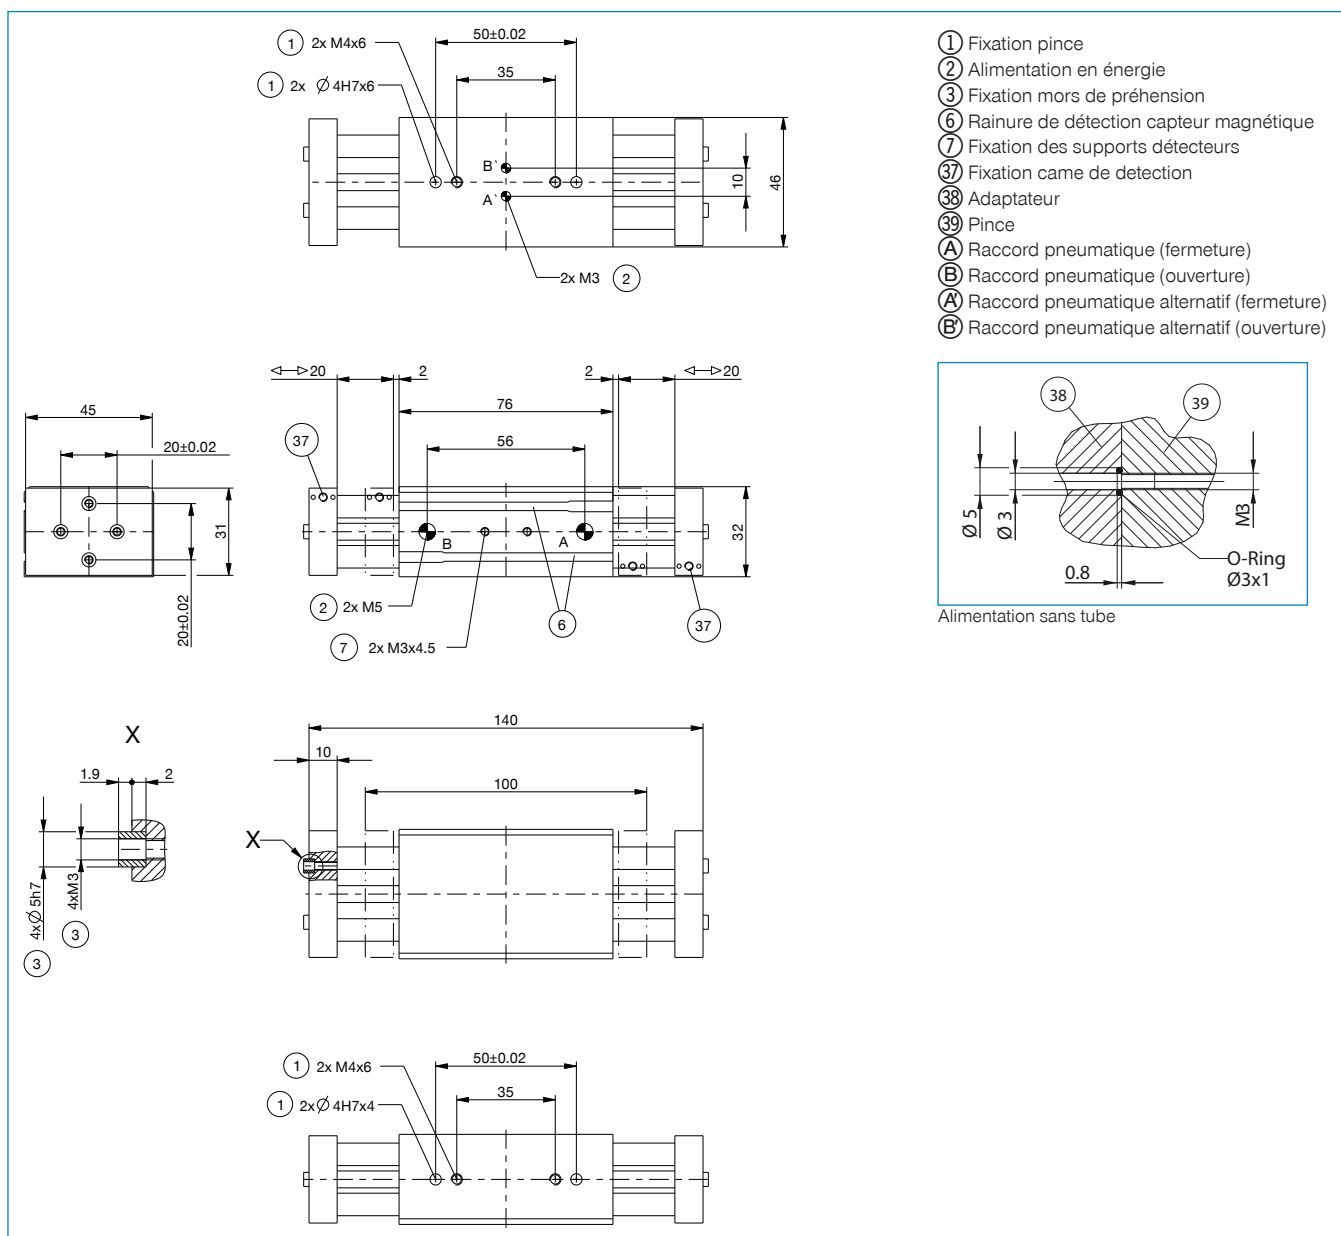 1 2x M4x6
50±0.02
35
1 2x Ø 4H7x6
B`
A`
10
46
2x M3 2
1 Fixation pince
2 Alimentation en énergie
3 Fixation mors de préhension
6 Rainure de détection capteur magnétique
7 Fixation des supports détecteurs
37 Fixation came de detection
38 Adaptateur
39 Pince
A Raccord pneumatique (fermeture)
B Raccord pneumatique (ouverture)
A' Raccord pneumatique alternatif (fermeture)
B' Raccord pneumatique alternatif (ouverture)
45
20±0.02
31
20±0.02
20
2
2
20
76
56
37
B
A
32
2 2x M5
6
7 2x M3x4.5
37
38
39
Ø 5
Ø 3
M3
0.8
O-Ring
Ø3x1
Alimentation sans tube
X
1.9
2
4xØ 5h7
4xM3
3
3
140
10
100
X
1 2x M4x6
50±0.02
35
1 2xØ 4H7x4